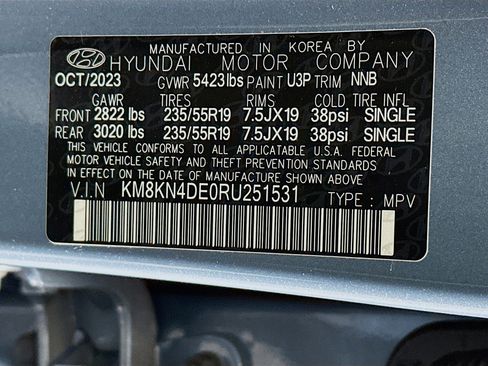 MANUFACTURED IN KOREA BY
HYUNDAI MOTOR COMPANY
OCT/2023 GVWR 5423lbs PAINT U3P TRIM NNB
GAWR TIRES RIMS COLD TIRE INFL
FRONT 2822 lbs 235/55R19 7.5JX19 38psi SINGLE
REAR 3020 lbs 235/55R19 7.5JX19 38psi SINGLE
THIS VEHICLE CONFORMS TO ALL APPLICATABLE U.S.A. FEDERAL
MOTOR VEHICLE SAFETY AND THEFT PREVENTION STANDARDS
IN EFFECT ON THE DATE OF MANUFACTURE SHOWN ABOVE.
V.I.N KM8KN4DE0RU251531 TYPE : MPV